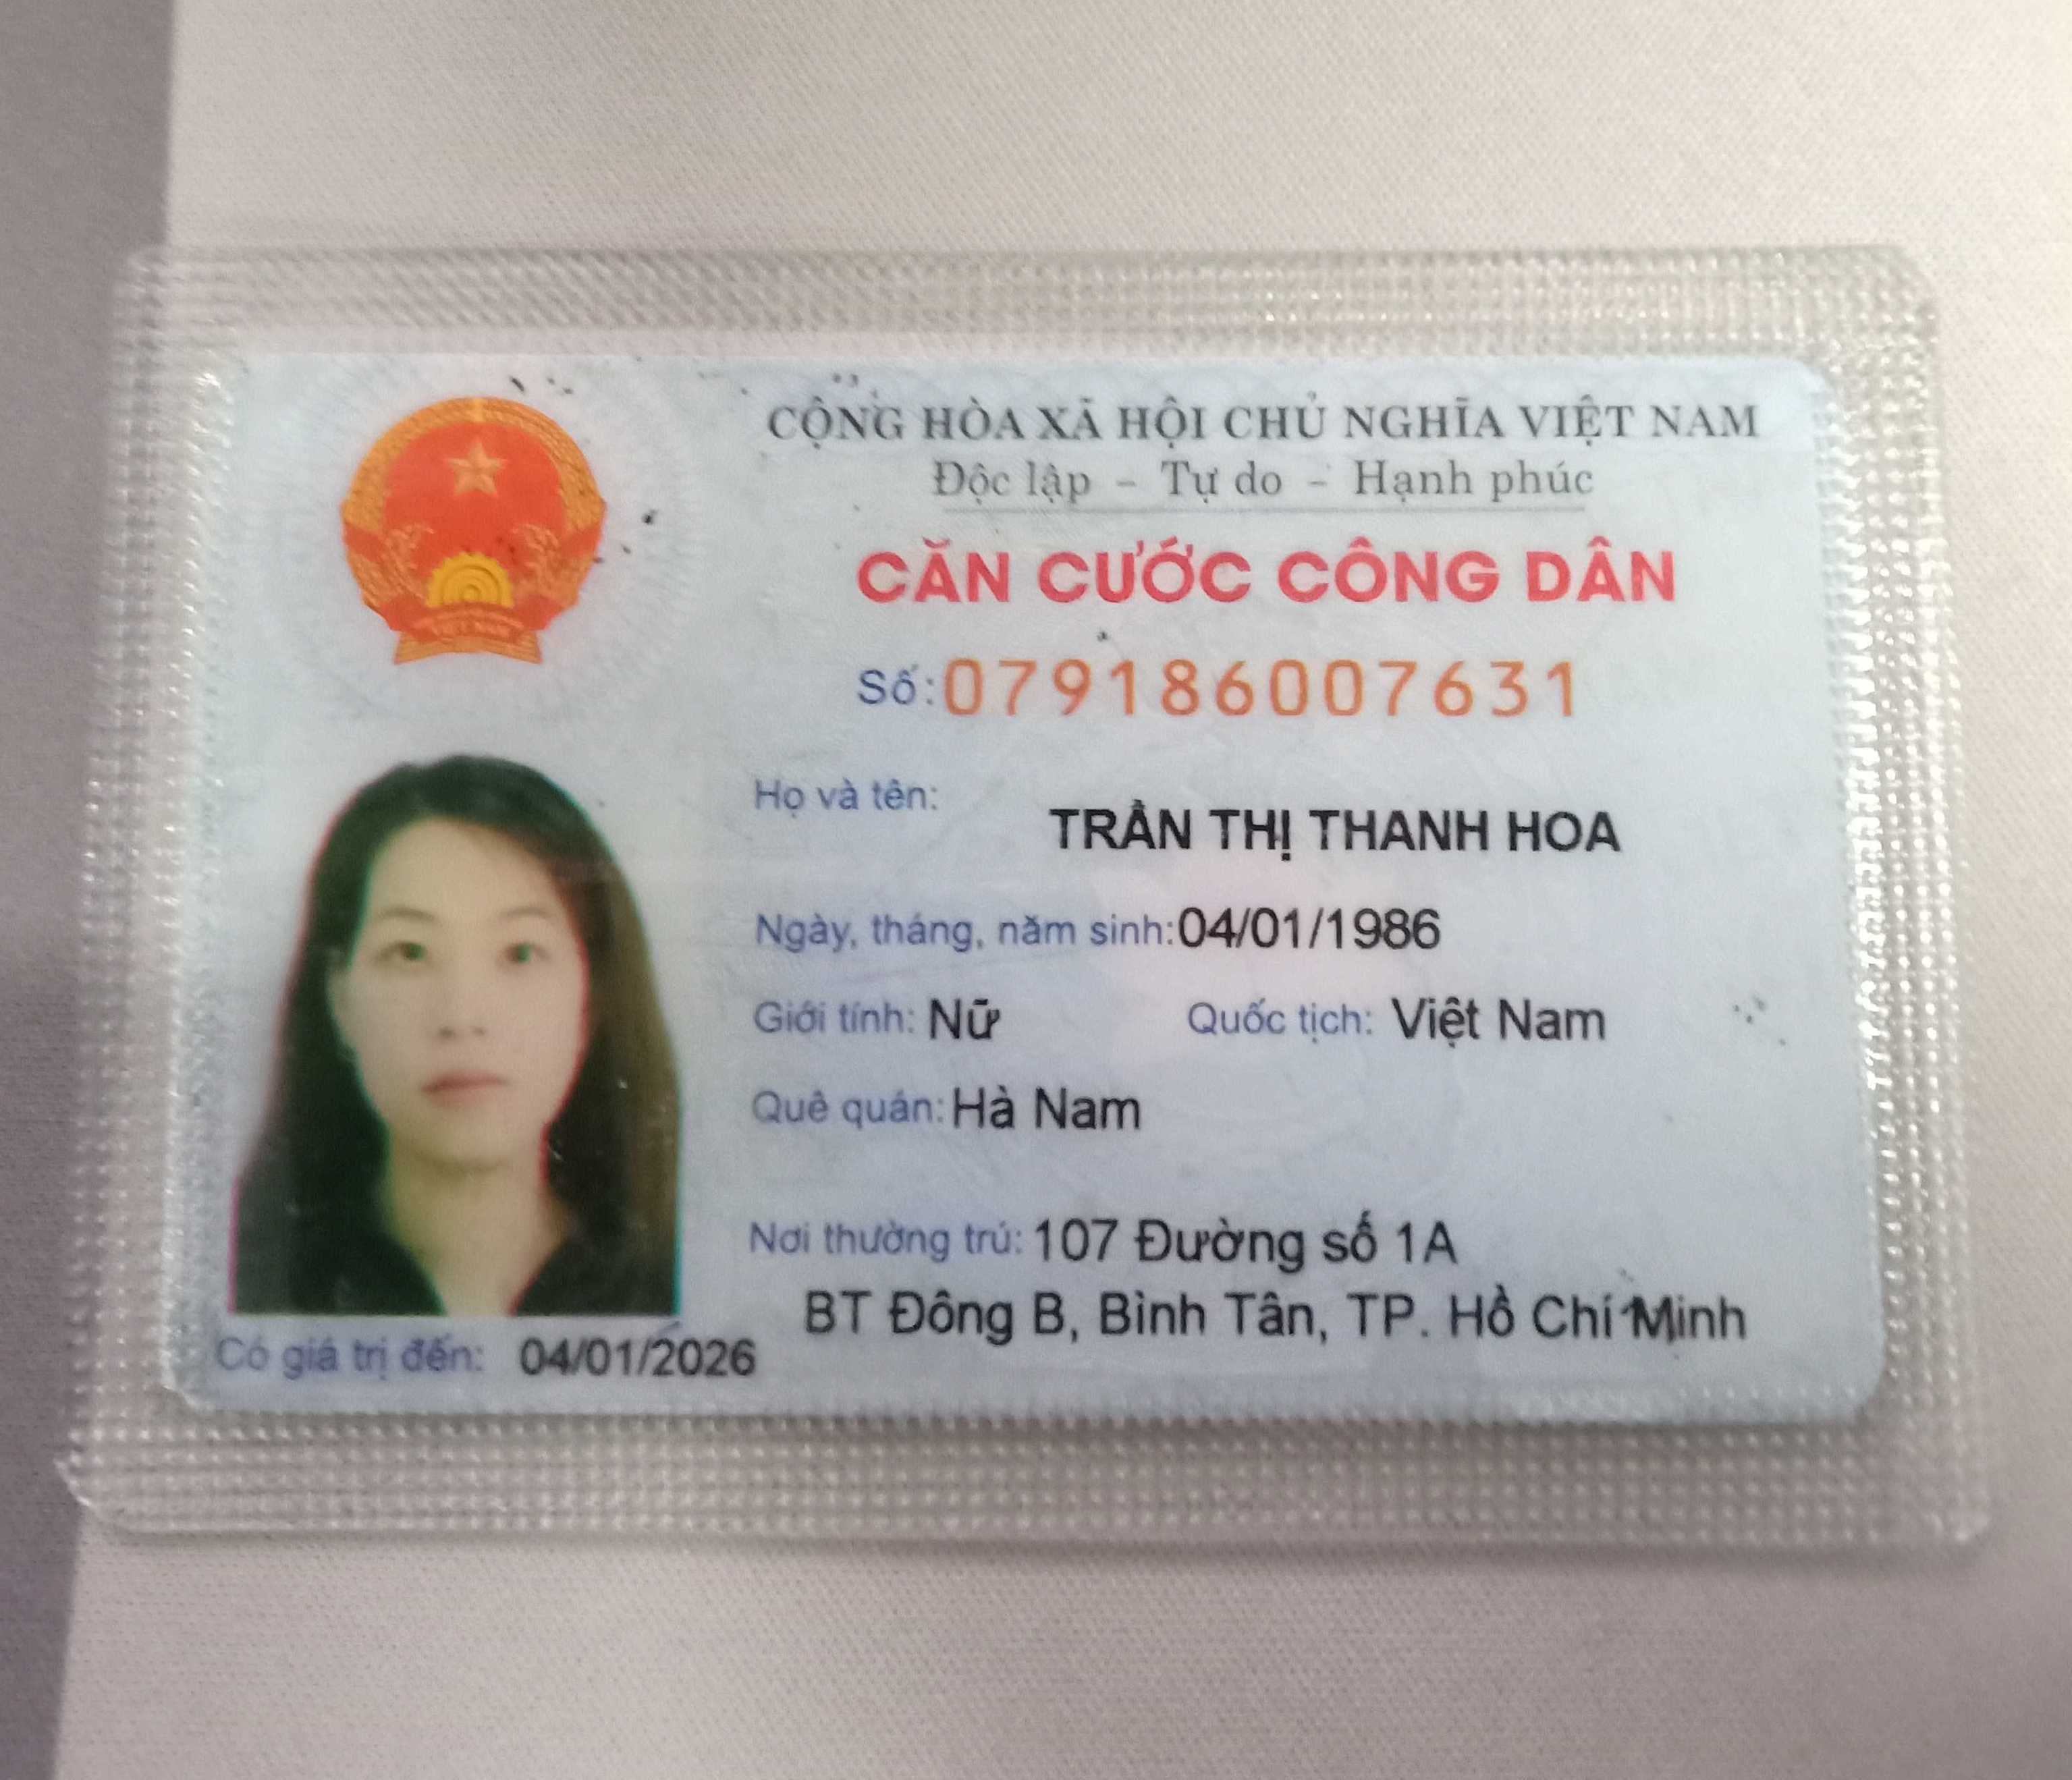 CỘNG HÒA XÃ HỘI CHỦ NGHĨA VIỆT NAM
Độc lập - Tự do - Hạnh phúc
CĂN CƯỚC CÔNG DÂN
Số: 079186007631
Họ và tên:
TRẦN THỊ THANH HOA
Ngày, tháng, năm sinh: 04/01/1986
Giới tính: Nữ Quốc tịch: Việt Nam
Quê quán: Hà Nam
Nơi thường trú: 107 Đường số 1A
BT Đông B, Bình Tân, TP. Hồ Chí Minh
Có giá trị đến: 04/01/2026